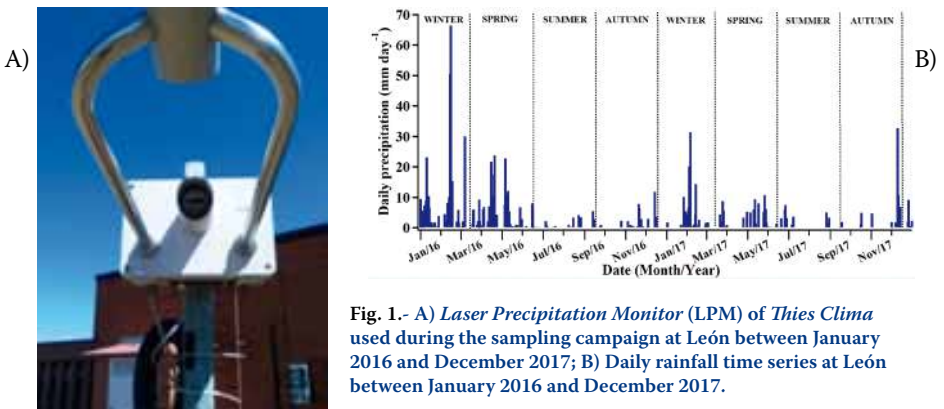 A)
B)
70
60
50
40
30
20
10
0
Daily precipitation (mm day⁻¹)
WINTER SPRING SUMMER AUTUMN WINTER SPRING SUMMER AUTUMN
Jan/16 Mar/16 May/16 Jul/16 Sep/16 Nov/16 Jan/17 Mar/17 May/17 Jul/17 Sep/17 Nov/17
Date (Month/Year)
Fig. 1.- A) Laser Precipitation Monitor (LPM) of Thies Clima
used during the sampling campaign at León between January
2016 and December 2017; B) Daily rainfall time series at León
between January 2016 and December 2017.